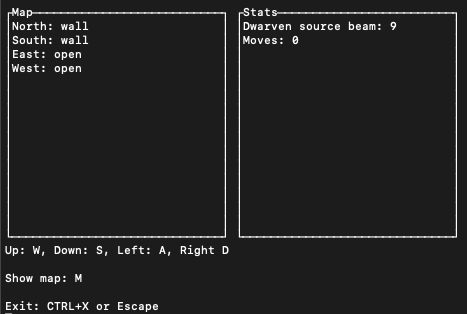 Map
North: wall
South: wall
East: open
West: open
Stats
Dwarven source beam: 9
Moves: 0
Up: W, Down: S, Left: A, Right D
Show map: M
Exit: CTRL+X or Escape